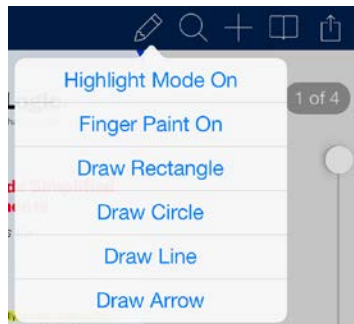 Highlight Mode On
1 of 4
Finger Paint On
Draw Rectangle
Draw Circle
Draw Line
Draw Arrow